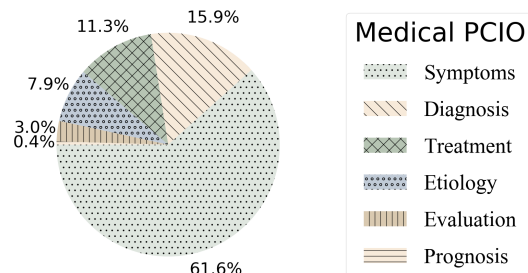 15.9%
11.3%
7.9%
3.0%
0.4%
61.6%
Medical PCIO
Symptoms
Diagnosis
Treatment
Etiology
Evaluation
Prognosis